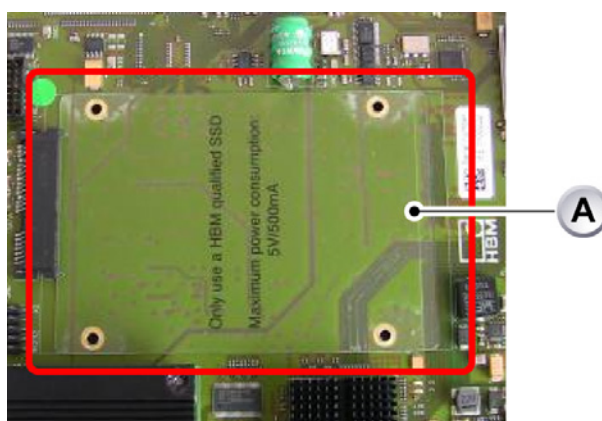 Only use a HBM qualified SSD
Maximum power consumption:
5V/500mA
A
HBM